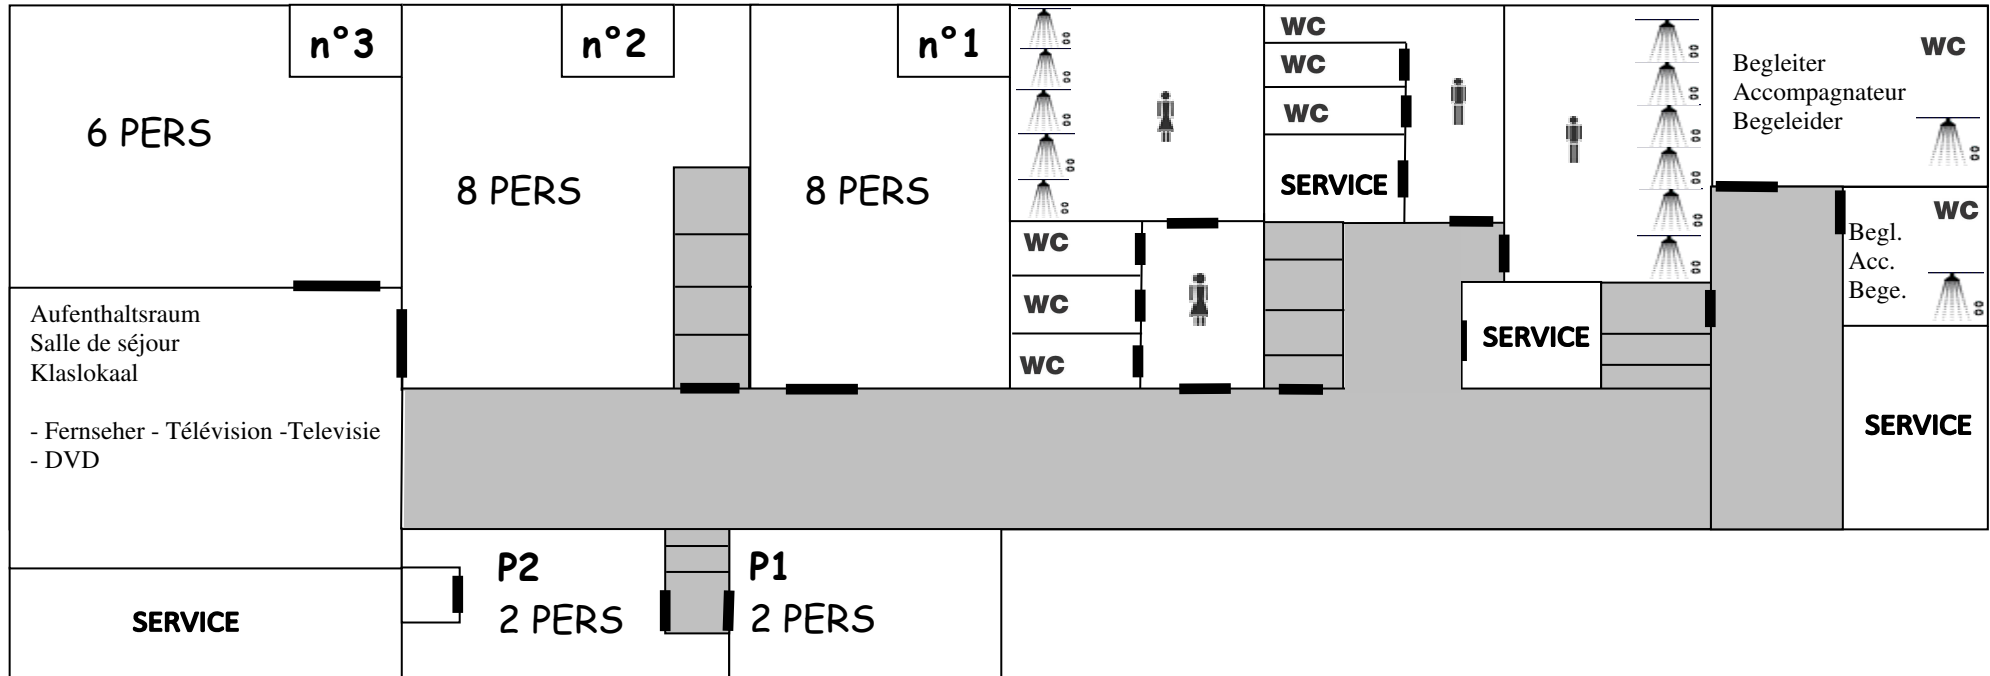 n°3
6 PERS
n°2
8 PERS
n°1
8 PERS
WC
WC
WC
SERVICE
Begleiter
Accompagnateur
Begeleider
WC
Begl.
Acc.
Bege.
WC
WC
WC
WC
SERVICE
SERVICE
Aufenthaltsraum
Salle de séjour
Klaslokaal
- Fernseher - Télévision -Televisie
- DVD
P2
2 PERS
P1
2 PERS
SERVICE